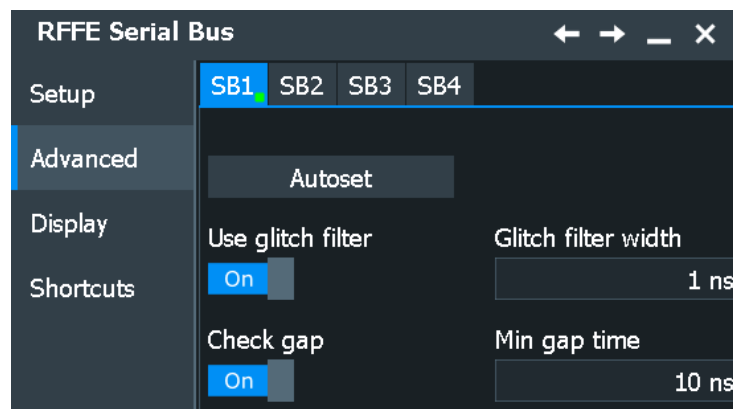 RFFE Serial Bus
Setup
Advanced
Display
Shortcuts
SB1 SB2 SB3 SB4
Autoset
Use glitch filter Glitch filter width
On 1 ns
Check gap Min gap time
On 10 ns